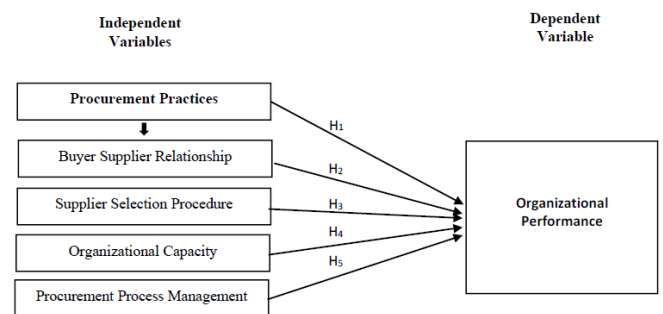 Independent
Variables
Dependent
Variable
Procurement Practices
H₁
Buyer Supplier Relationship
H₂
Supplier Selection Procedure
H₃
Organizational Capacity
H₄
Procurement Process Management
H₅
Organizational
Performance